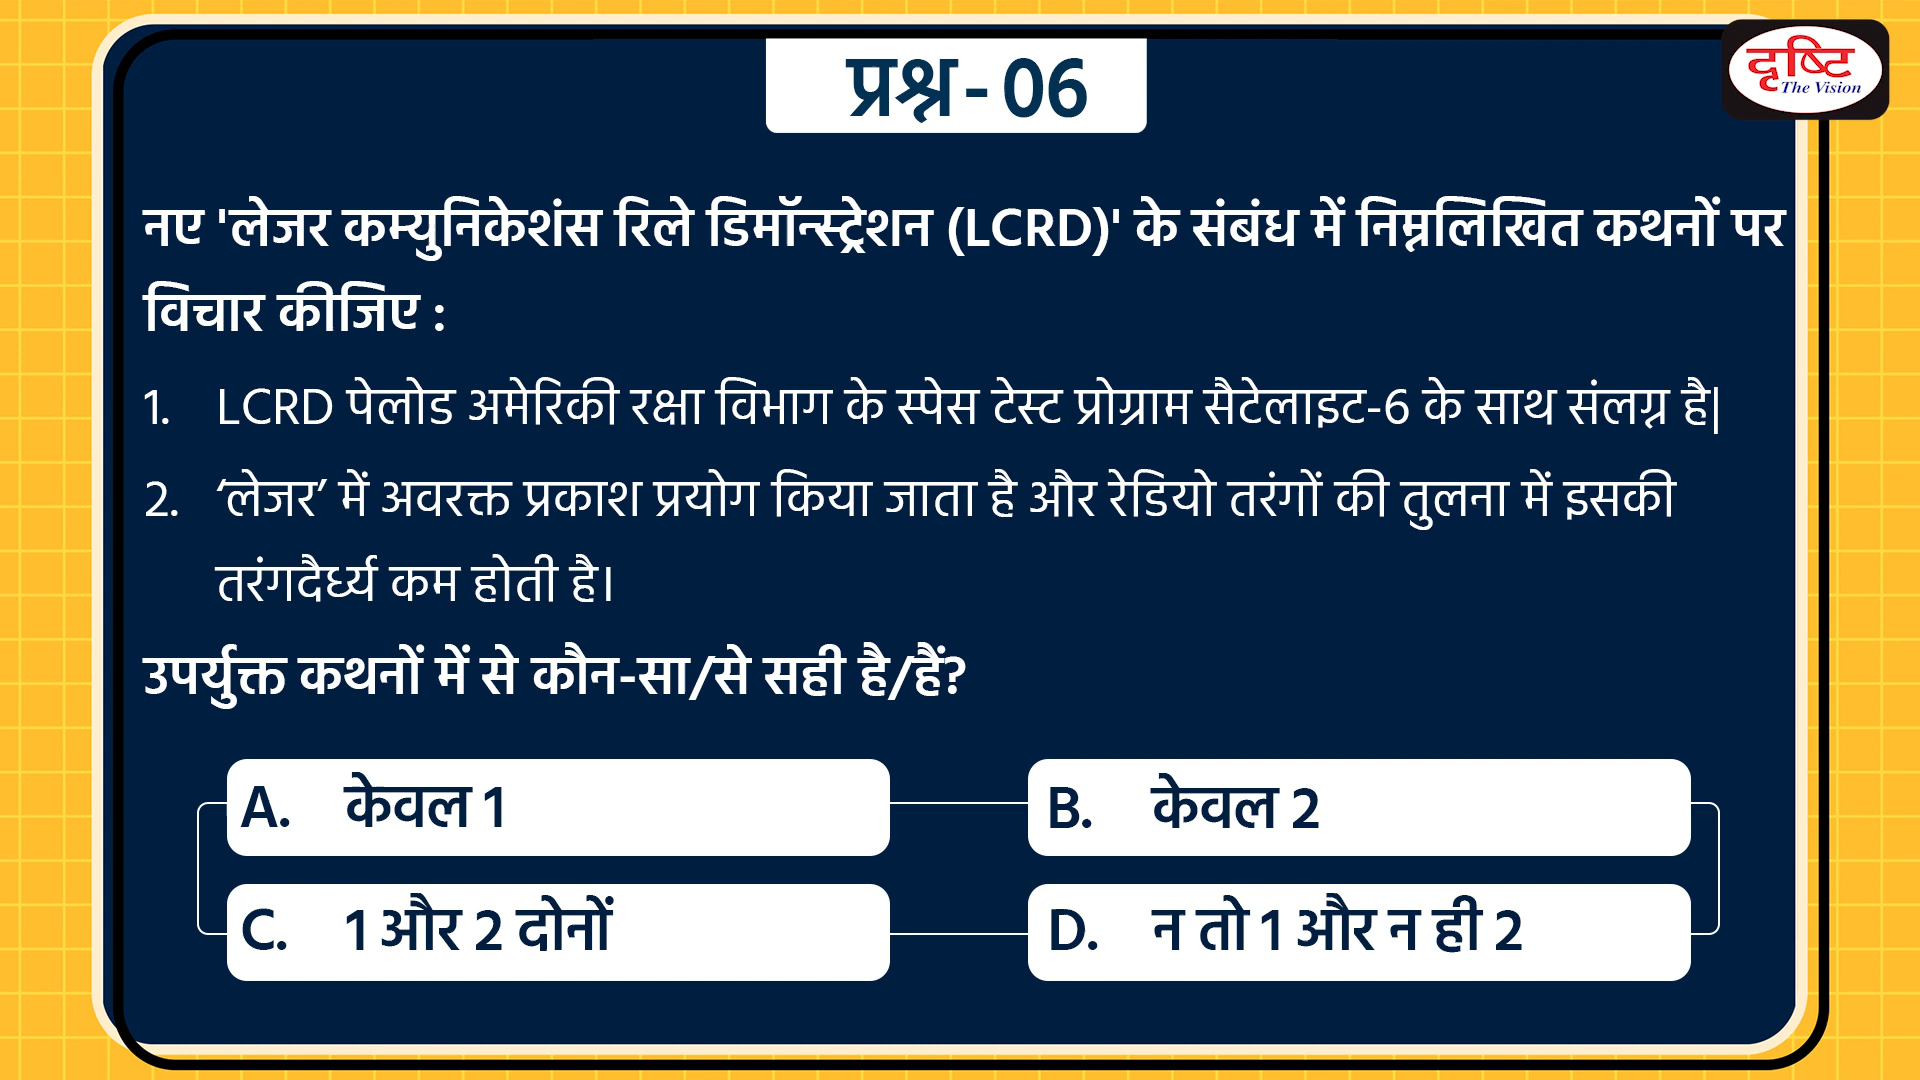 प्रश्न - 06
दृष्टि
The Vision
नए 'लेजर कम्युनिकेशंस रिले डिमॉन्स्ट्रेशन (LCRD)' के संबंध में निम्नलिखित कथनों पर
विचार कीजिए :
1. LCRD पेलोड अमेरिकी रक्षा विभाग के स्पेस टेस्ट प्रोग्राम सैटेलाइट-6 के साथ संलग्न है|
2. ‘लेजर’ में अवरक्त प्रकाश प्रयोग किया जाता है और रेडियो तरंगों की तुलना में इसकी
तरंगदैर्ध्य कम होती है।
उपर्युक्त कथनों में से कौन-सा/से सही है/हैं?
A. केवल 1
B. केवल 2
C. 1 और 2 दोनों
D. न तो 1 और न ही 2